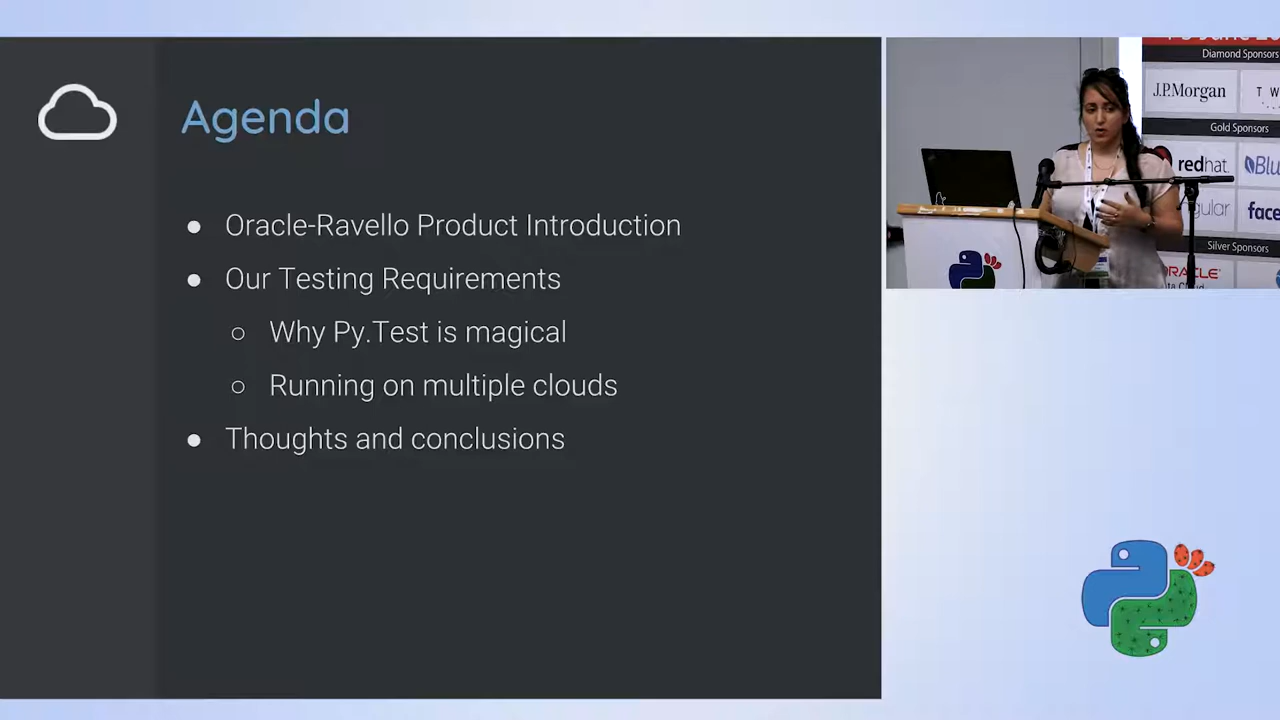 Agenda
● Oracle-Ravello Product Introduction
● Our Testing Requirements
○ Why Py.Test is magical
○ Running on multiple clouds
● Thoughts and conclusions
Diamond Sponsors
J.P.Morgan
Gold Sponsors
redhat
Silver Sponsors